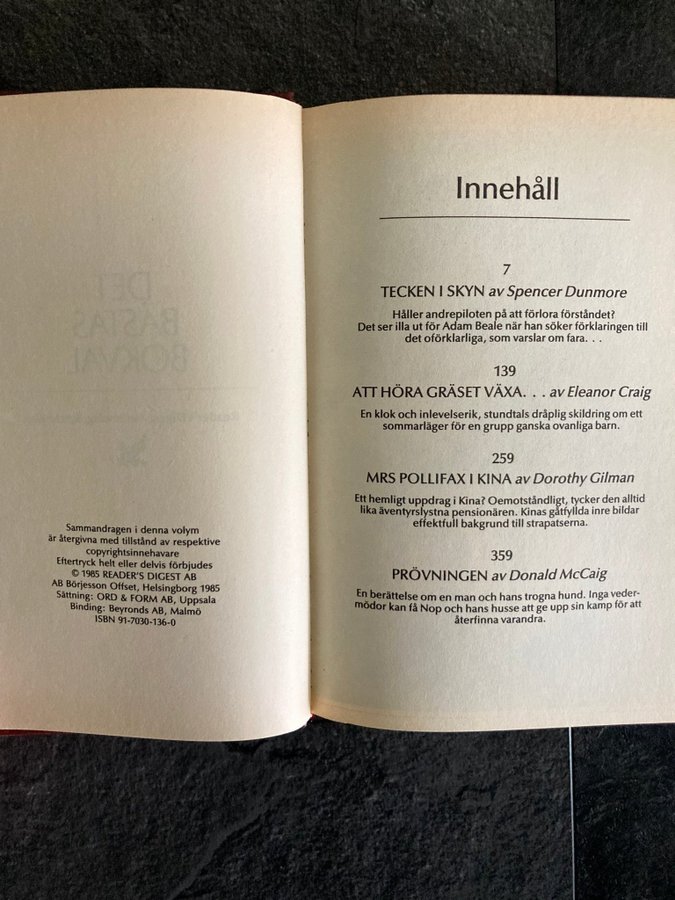 Sammandragen i denna volym
är återgivna med tillstånd av respektive
copyrightsinnehavare
Eftertryck helt eller delvis förbjudes
© 1985 READER'S DIGEST AB
AB Börjesson Offset, Helsingborg 1985
Sättning: ORD & FORM AB, Uppsala
Binding: Beyronds AB, Malmö
ISBN 91-7030-136-0
Innehåll
7
TECKEN I SKYN av Spencer Dunmore
Håller andrepiloten på att förlora förståndet?
Det ser illa ut för Adam Beale när han söker förklaringen till
det oförklarliga, som varslar om fara. . .
139
ATT HÖRA GRÄSET VÄXA. . . av Eleanor Craig
En klok och inlevelserik, stundtals dråplig skildring om ett
sommarläger för en grupp ganska ovanliga barn.
259
MRS POLLIFAX I KINA av Dorothy Gilman
Ett hemligt uppdrag i Kina? Oemotståndligt, tycker den alltid
lika äventyrslystna pensionären. Kinas gåtfyllda inre bildar
effektfull bakgrund till strapatserna.
359
PRÖVNINGEN av Donald McCaig
En berättelse om en man och hans trogna hund. Inga veder-
mödor kan få Nop och hans husse att ge upp sin kamp för att
återfinna varandra.